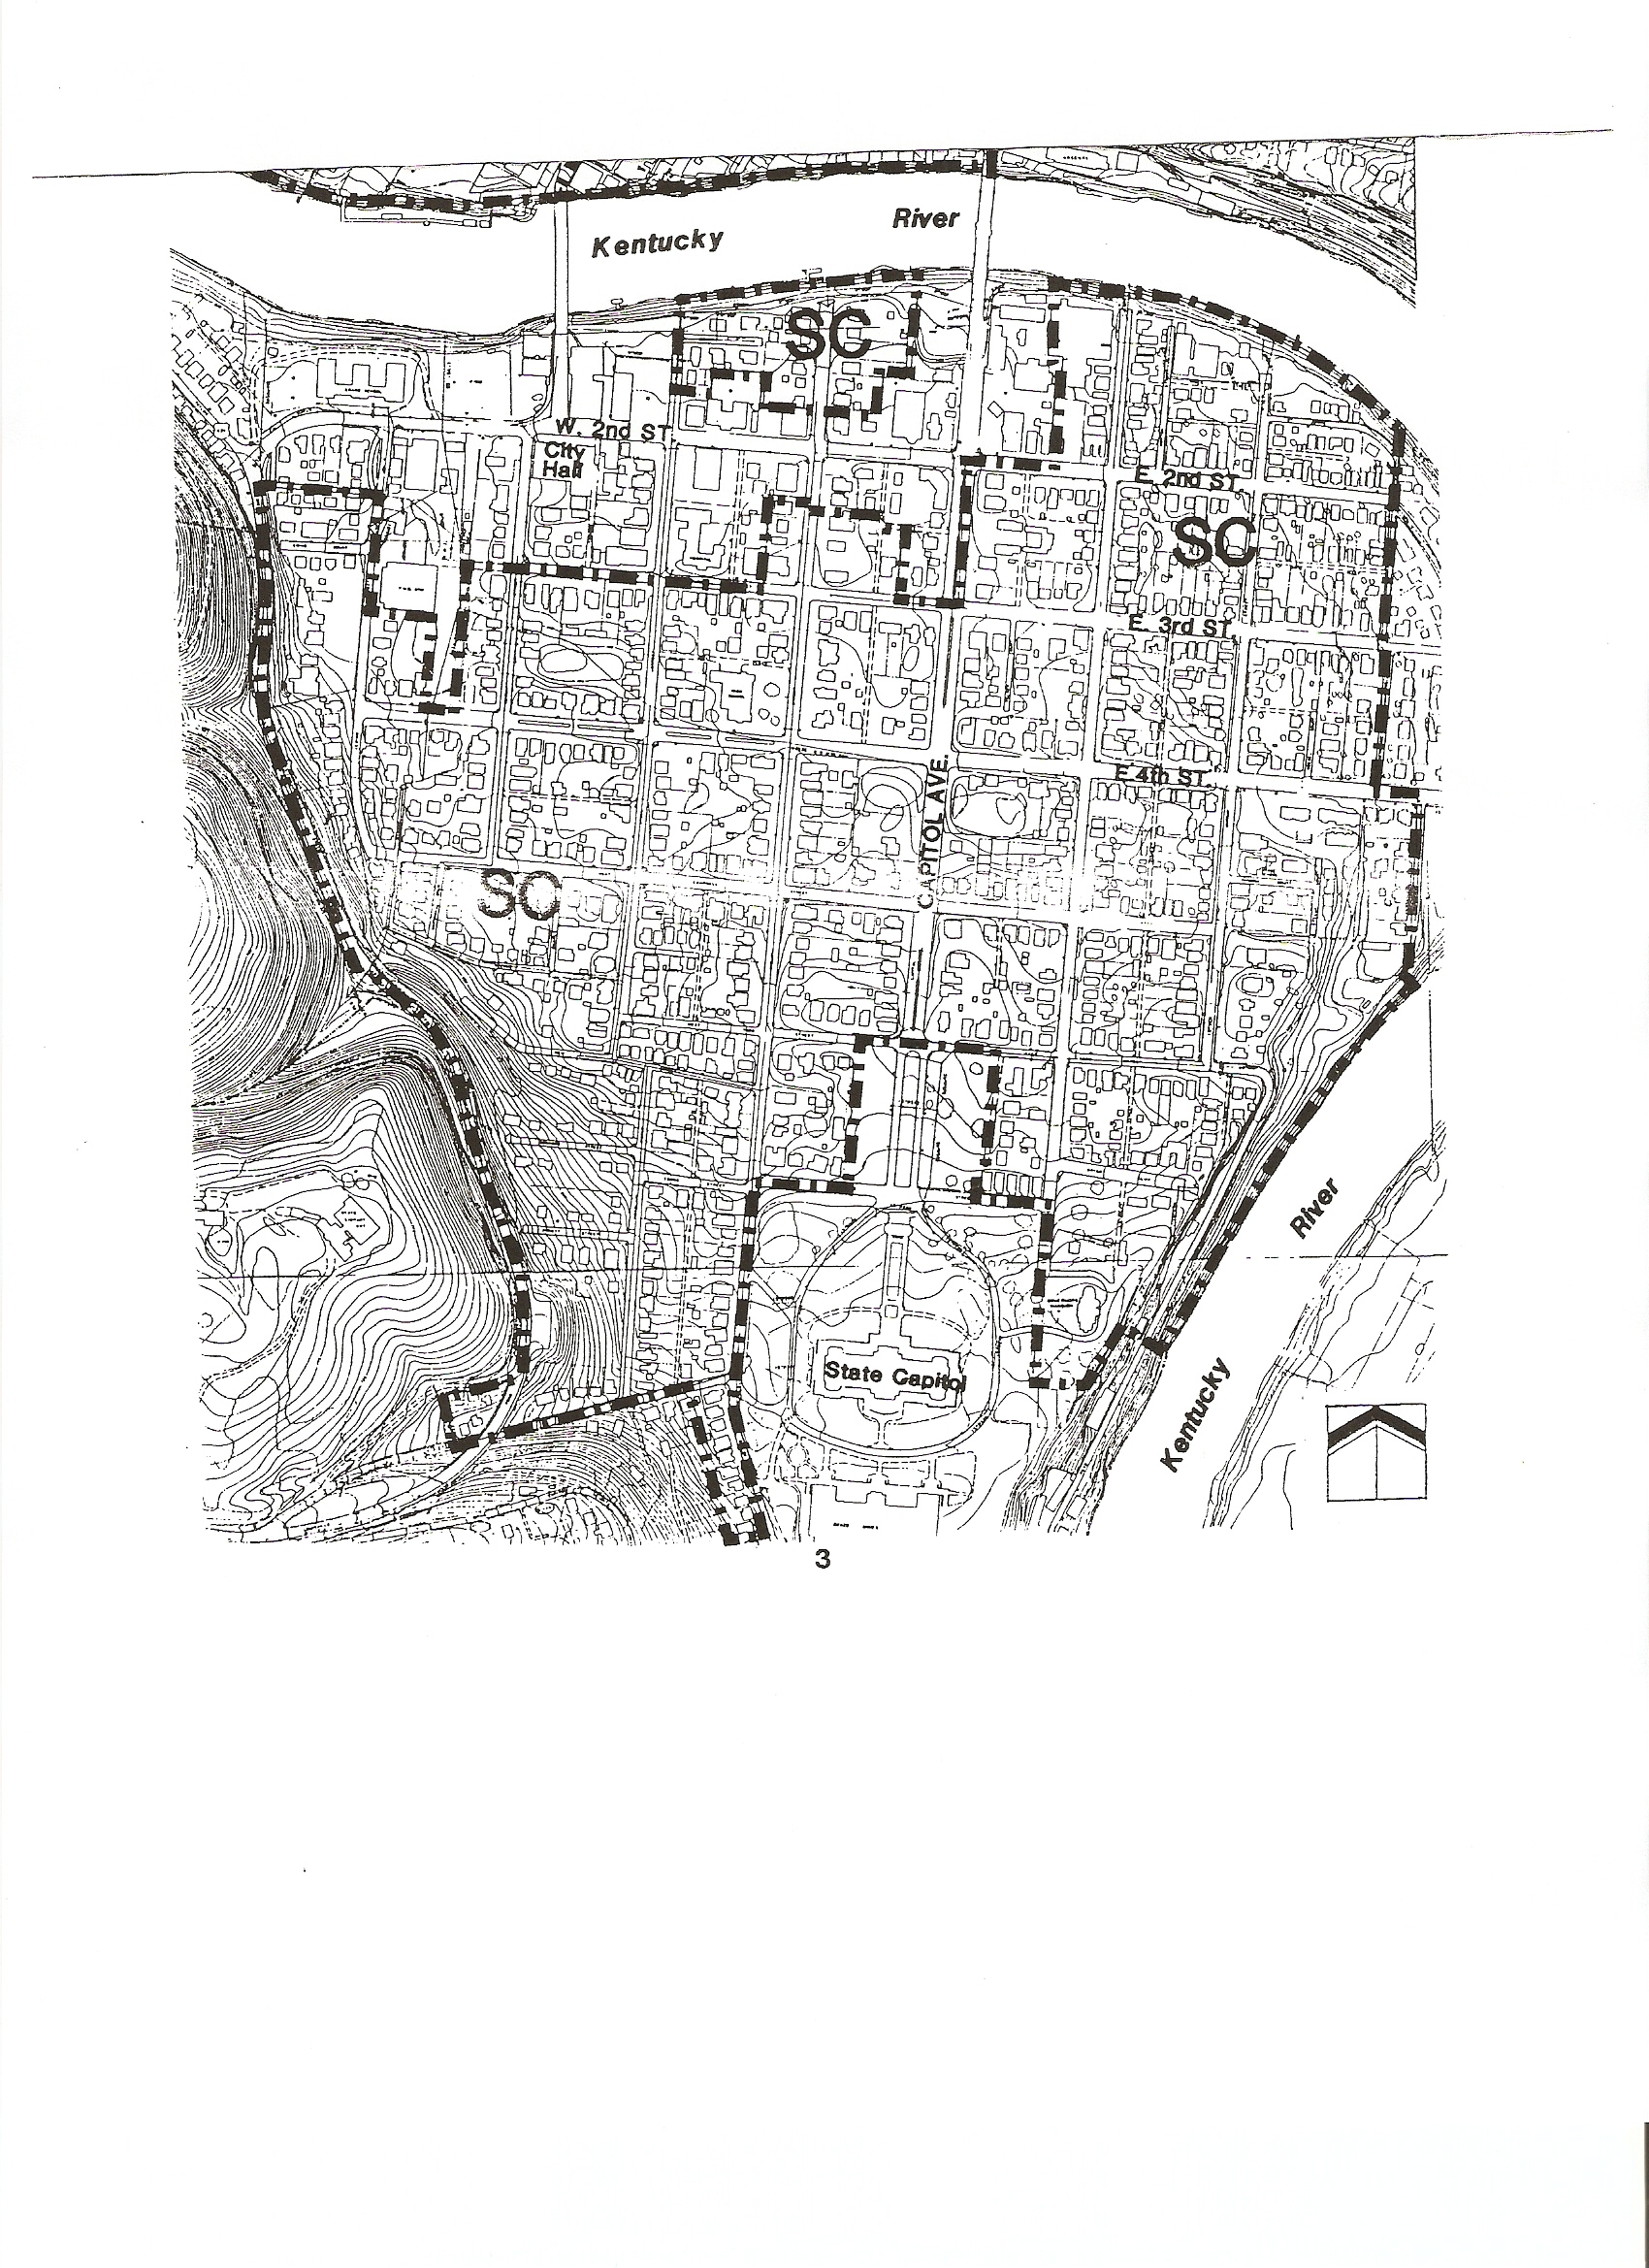 River
Kentucky
SC
W. 2nd ST.
City
Hall
E. 2nd ST.
SC
E. 3rd ST.
E. 4th ST.
CAPITOL AVE.
SC
River
State Capitol
Kentucky
3